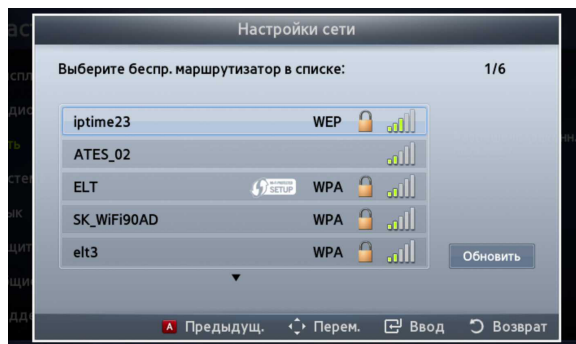 Настройки сети
Выберите беспр. маршрутизатор в списке: 1/6
iptime23 WEP
ATES_02
ELT SETUP WPA
SK_WiFi90AD WPA
elt3 WPA
Обновить
A Предыдущ. Перем. Ввод Возврат